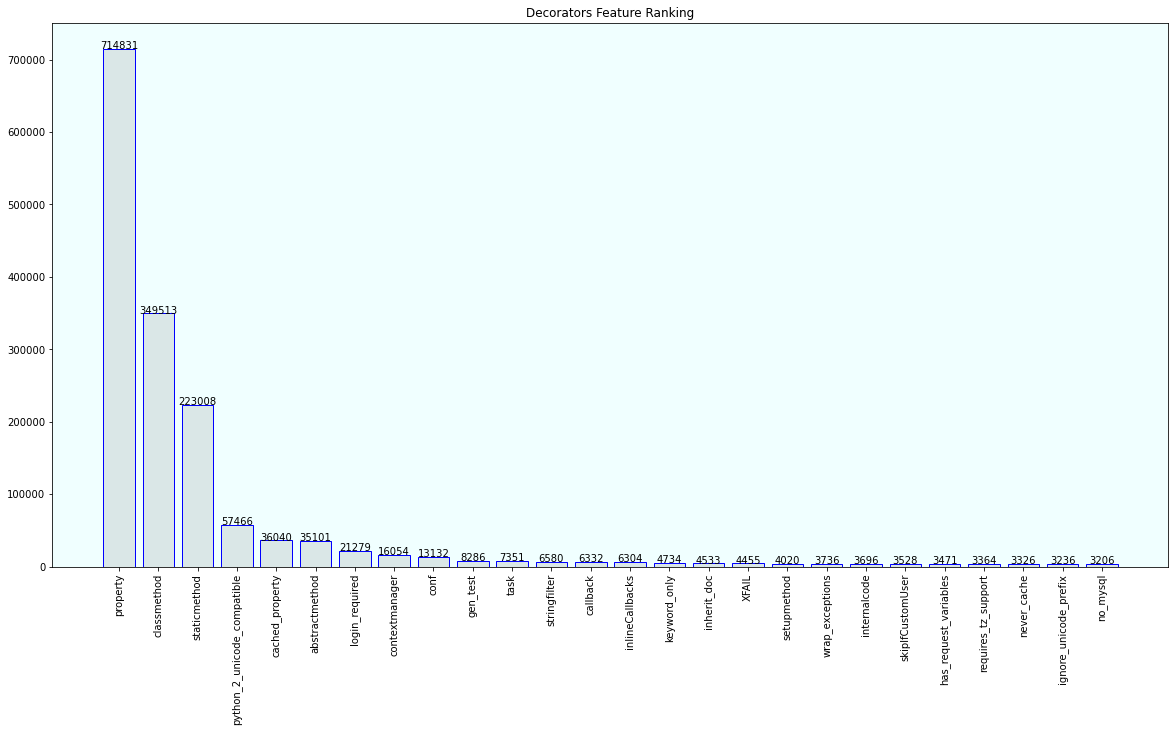 Decorators Feature Ranking
700000
600000
500000
400000
300000
200000
100000
0
714831
349513
223008
57466
36040
35101
21279
16054
13132
8286
7351
6580
6332
6304
4734
4533
4455
4020
3736
3696
3528
3471
3364
3326
3236
3206
property
classmethod
staticmethod
python_2_unicode_compatible
cached_property
abstractmethod
login_required
contextmanager
conf
gen_test
task
stringfilter
callback
inlineCallbacks
keyword_only
inherit_doc
XFAIL
setupmethod
wrap_exceptions
internalcode
skipIfCustomUser
has_request_variables
requires_tz_support
never_cache
ignore_unicode_prefix
no_mysql